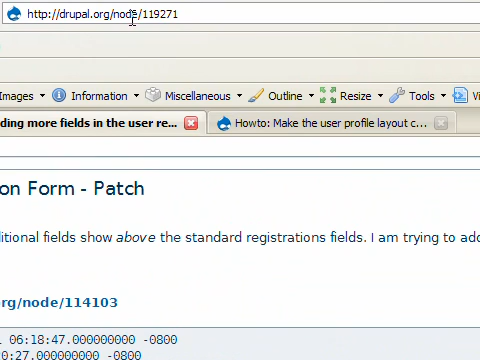 http://drupal.org/node/119271
Images Information Miscellaneous Outline Resize Tools
ding more fields in the user re... Howto: Make the user profile layout c...
on Form - Patch
itional fields show above the standard registrations fields. I am trying to add
rg/node/114103
06:18:47.000000000 -0800
0:27.000000000 -0800